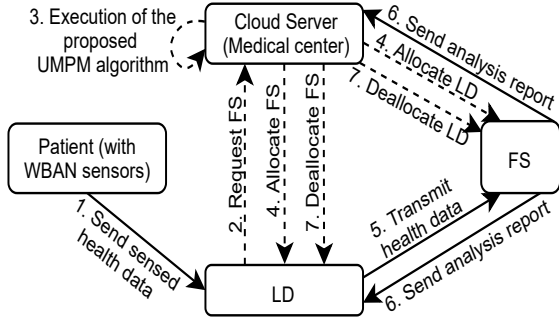 3. Execution of the
proposed
UMPM algorithm
Cloud Server
(Medical center)
6. Send analysis report
4. Allocate LD
7. Deallocate LD
Patient (with
WBAN sensors)
2. Request FS
4. Allocate FS
7. Deallocate FS
FS
1. Send sensed
health data
5. Transmit
health data
6. Send analysis report
LD